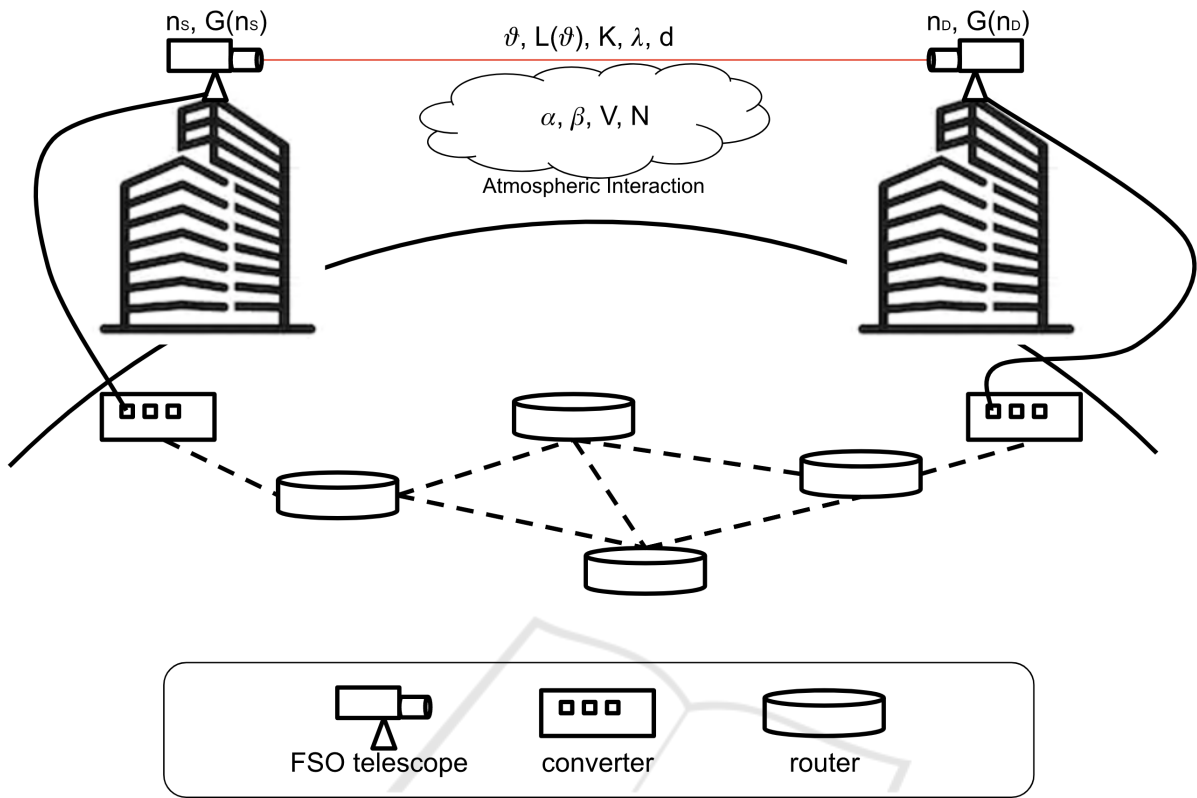 nS, G(nS)
ϑ, L(ϑ), K, λ, d
nD, G(nD)
α, β, V, N
Atmospheric Interaction
FSO telescope
converter
router